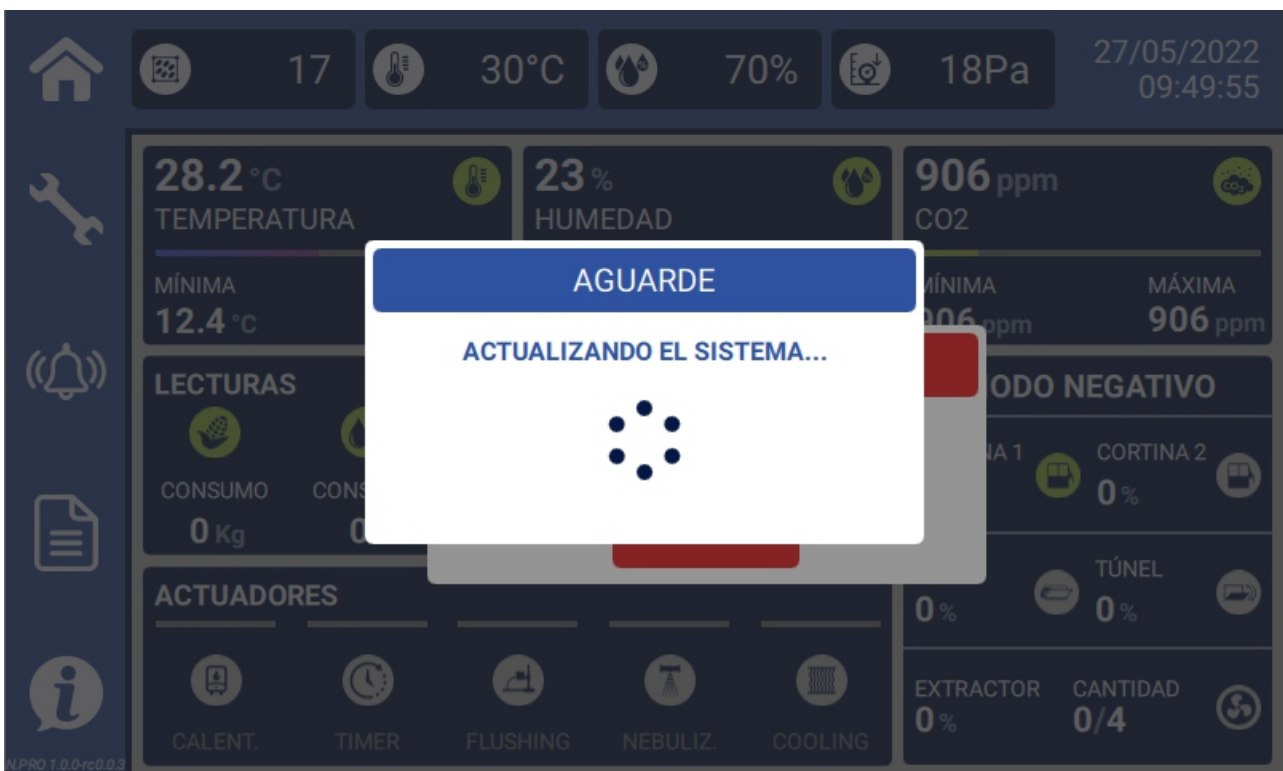 17
30°C
70%
18Pa
27/05/2022
09:49:55
28.2 °C
TEMPERATURA
23 %
HUMEDAD
906 ppm
CO2
MÍNIMA
12.4 °C
MÍNIMA
906 ppm
MÁXIMA
906 ppm
AGUARDE
ACTUALIZANDO EL SISTEMA...
LECTURAS
CONSUMO
0 Kg
ODO NEGATIVO
CORTINA 2
0 %
0 %
TÚNEL
0 %
ACTUADORES
CALENT.
TIMER
FLUSHING
NEBULIZ.
COOLING
EXTRACTOR
0 %
CANTIDAD
0/4
N.PRO 1.0.0-rc0.0.3